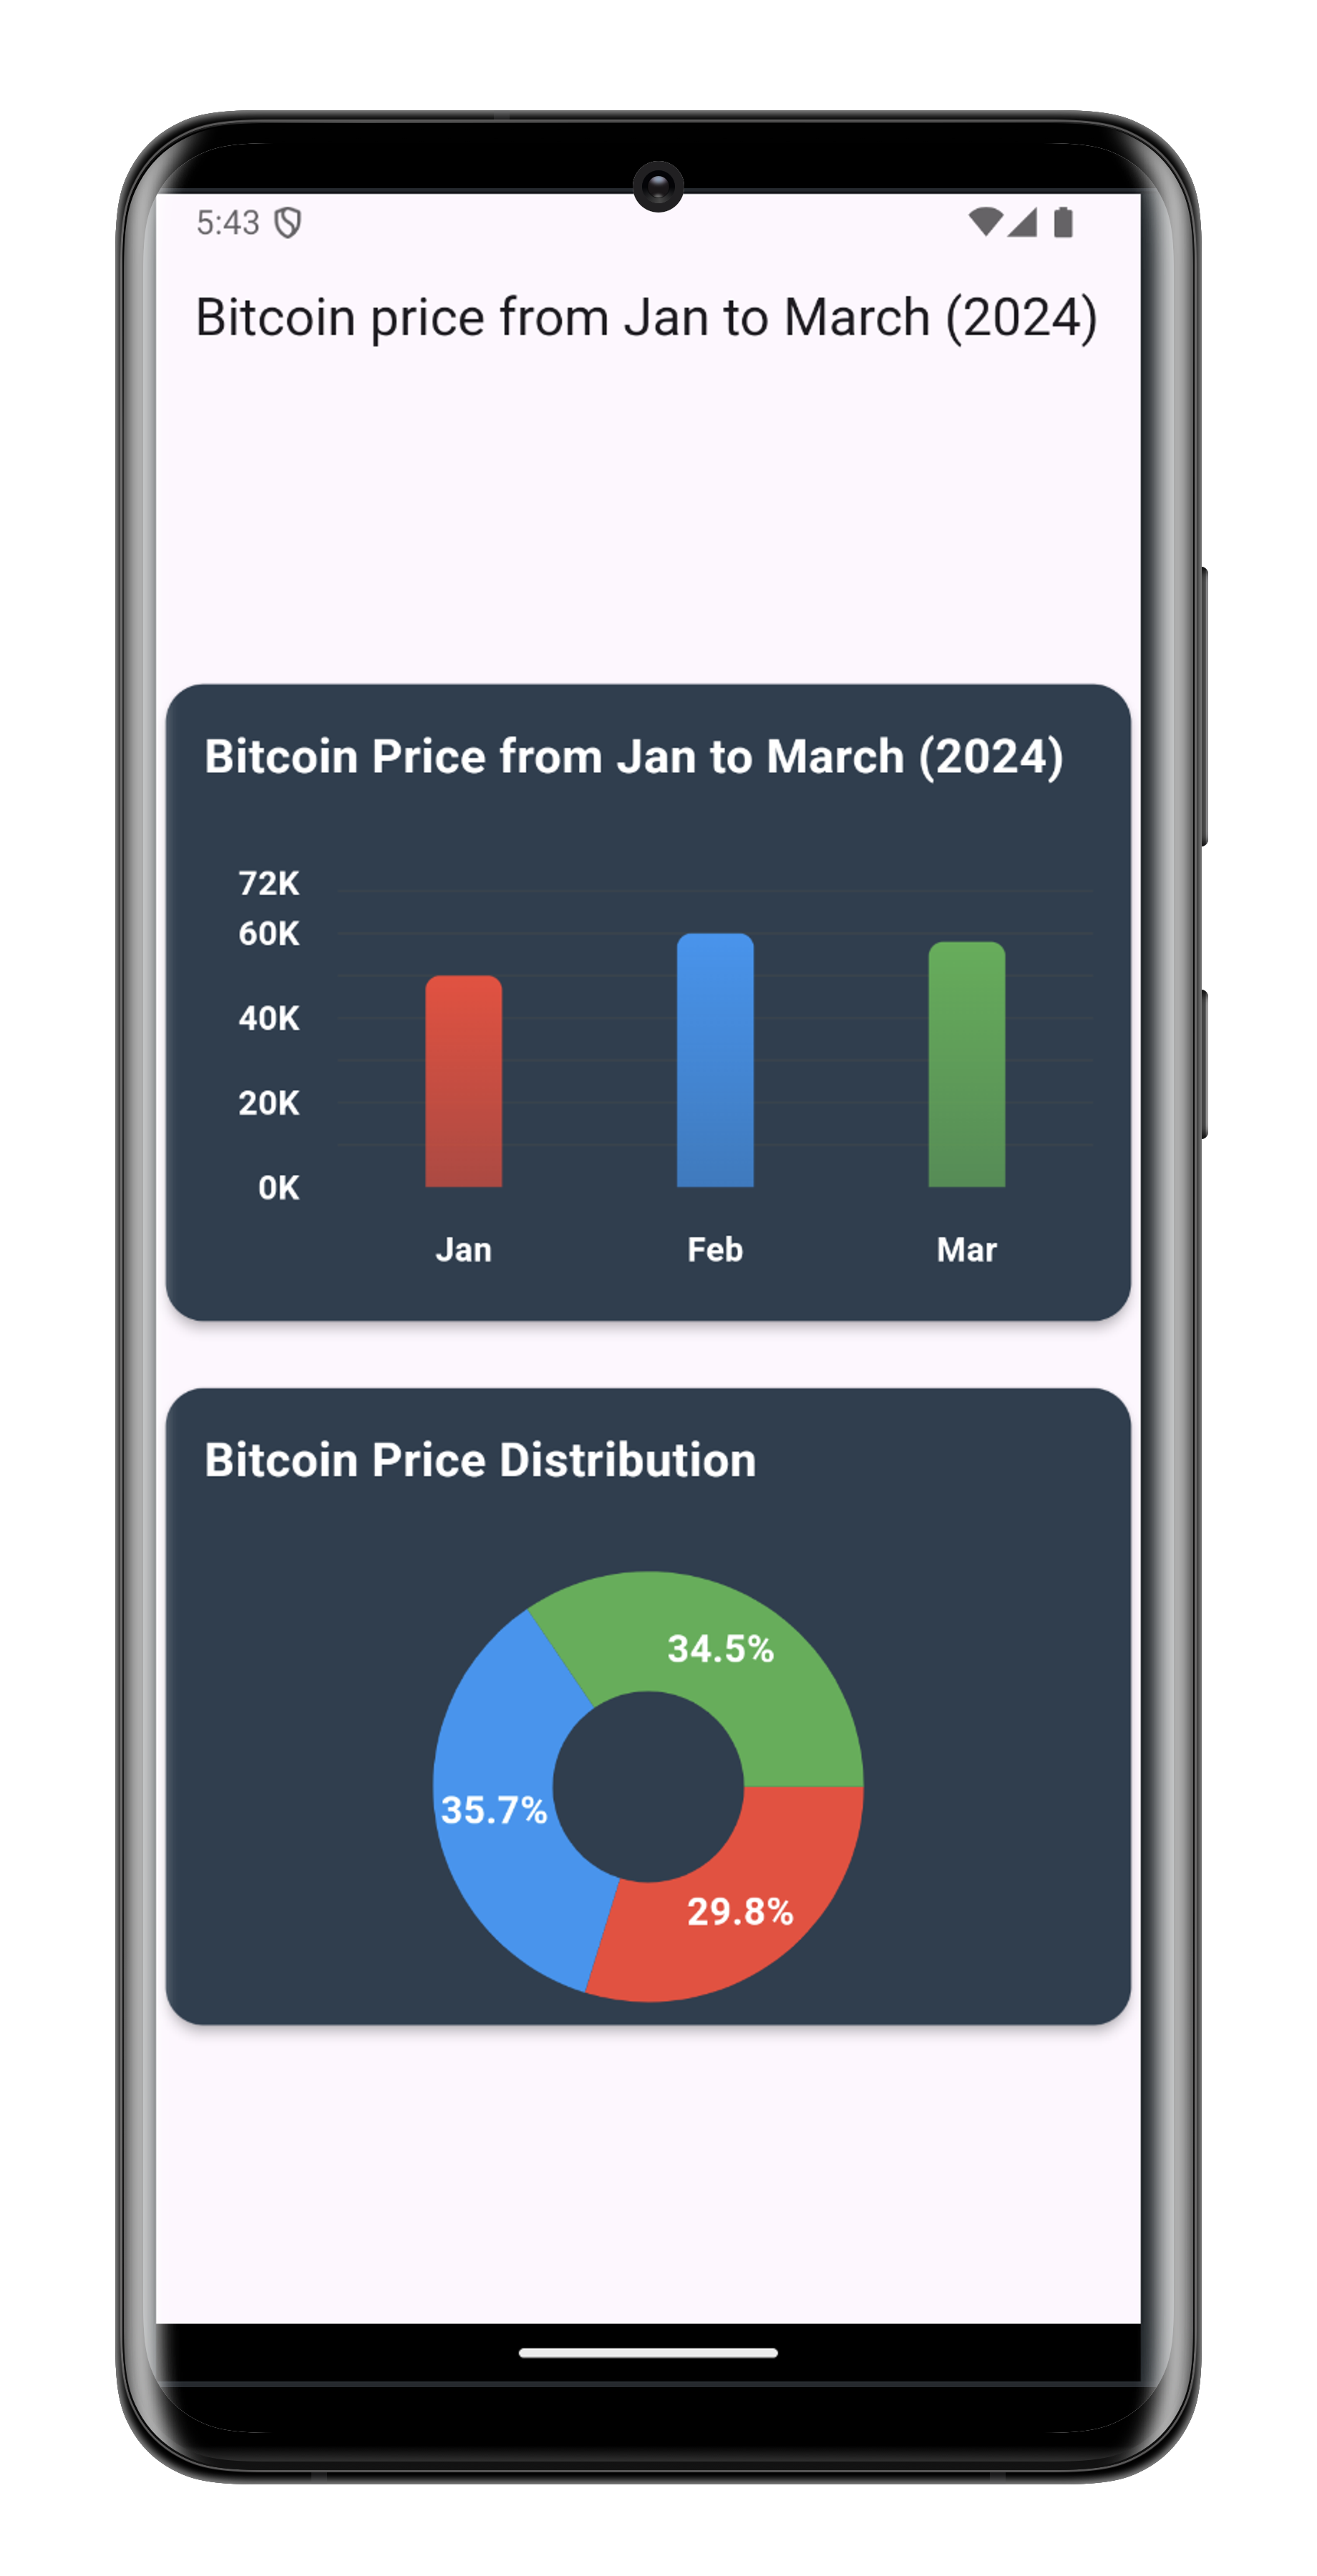 5:43
Bitcoin price from Jan to March (2024)
Bitcoin Price from Jan to March (2024)
72K
60K
40K
20K
0K
Jan Feb Mar
Bitcoin Price Distribution
34.5%
35.7%
29.8%